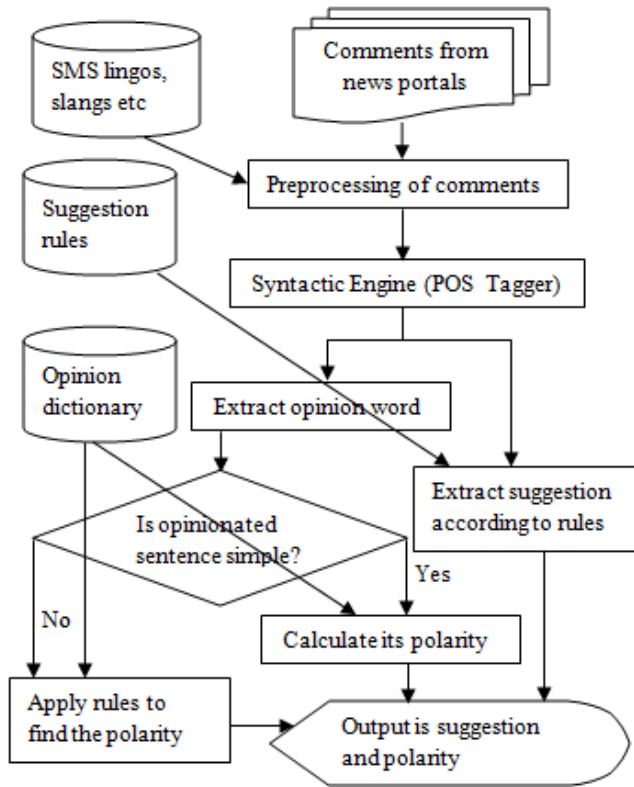 SMS lingos,
slangs etc
Comments from
news portals
Preprocessing of comments
Suggestion
rules
Syntactic Engine (POS Tagger)
Opinion
dictionary
Extract opinion word
Extract suggestion
according to rules
Is opinionated
sentence simple?
Yes
No
Calculate its polarity
Apply rules to
find the polarity
Output is suggestion
and polarity